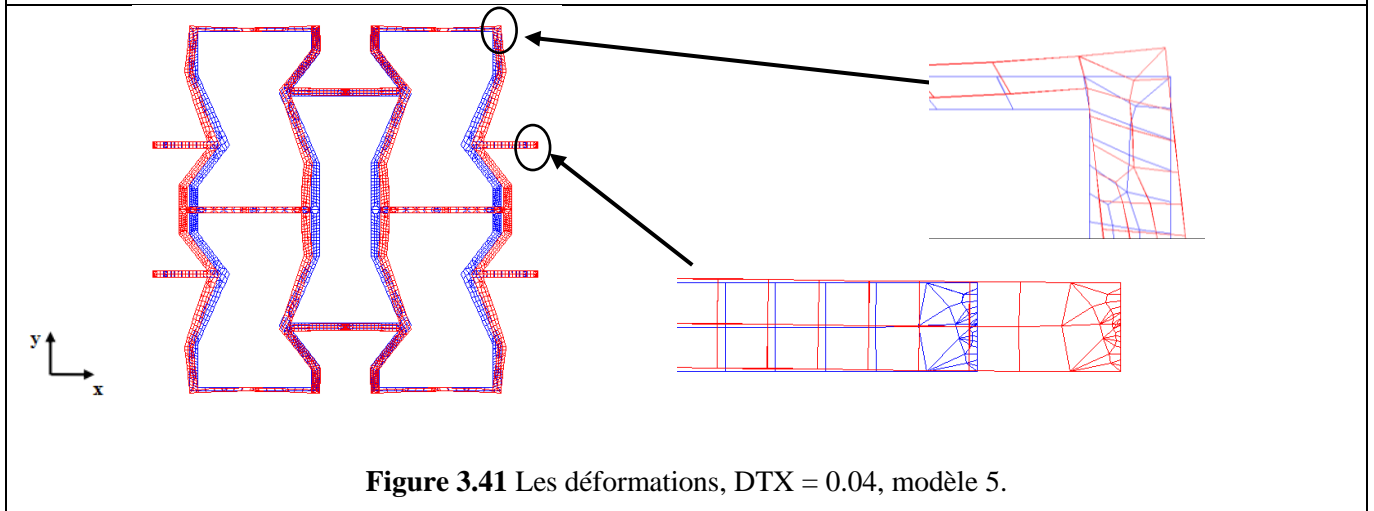 y
x
Figure 3.41 Les déformations, DTX = 0.04, modèle 5.